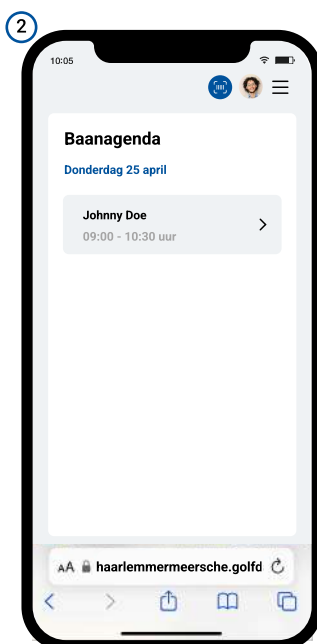 2
10:05
Baanagenda
Donderdag 25 april
Johnny Doe
09:00 - 10:30 uur
AA haarlemmermeersche.golfd